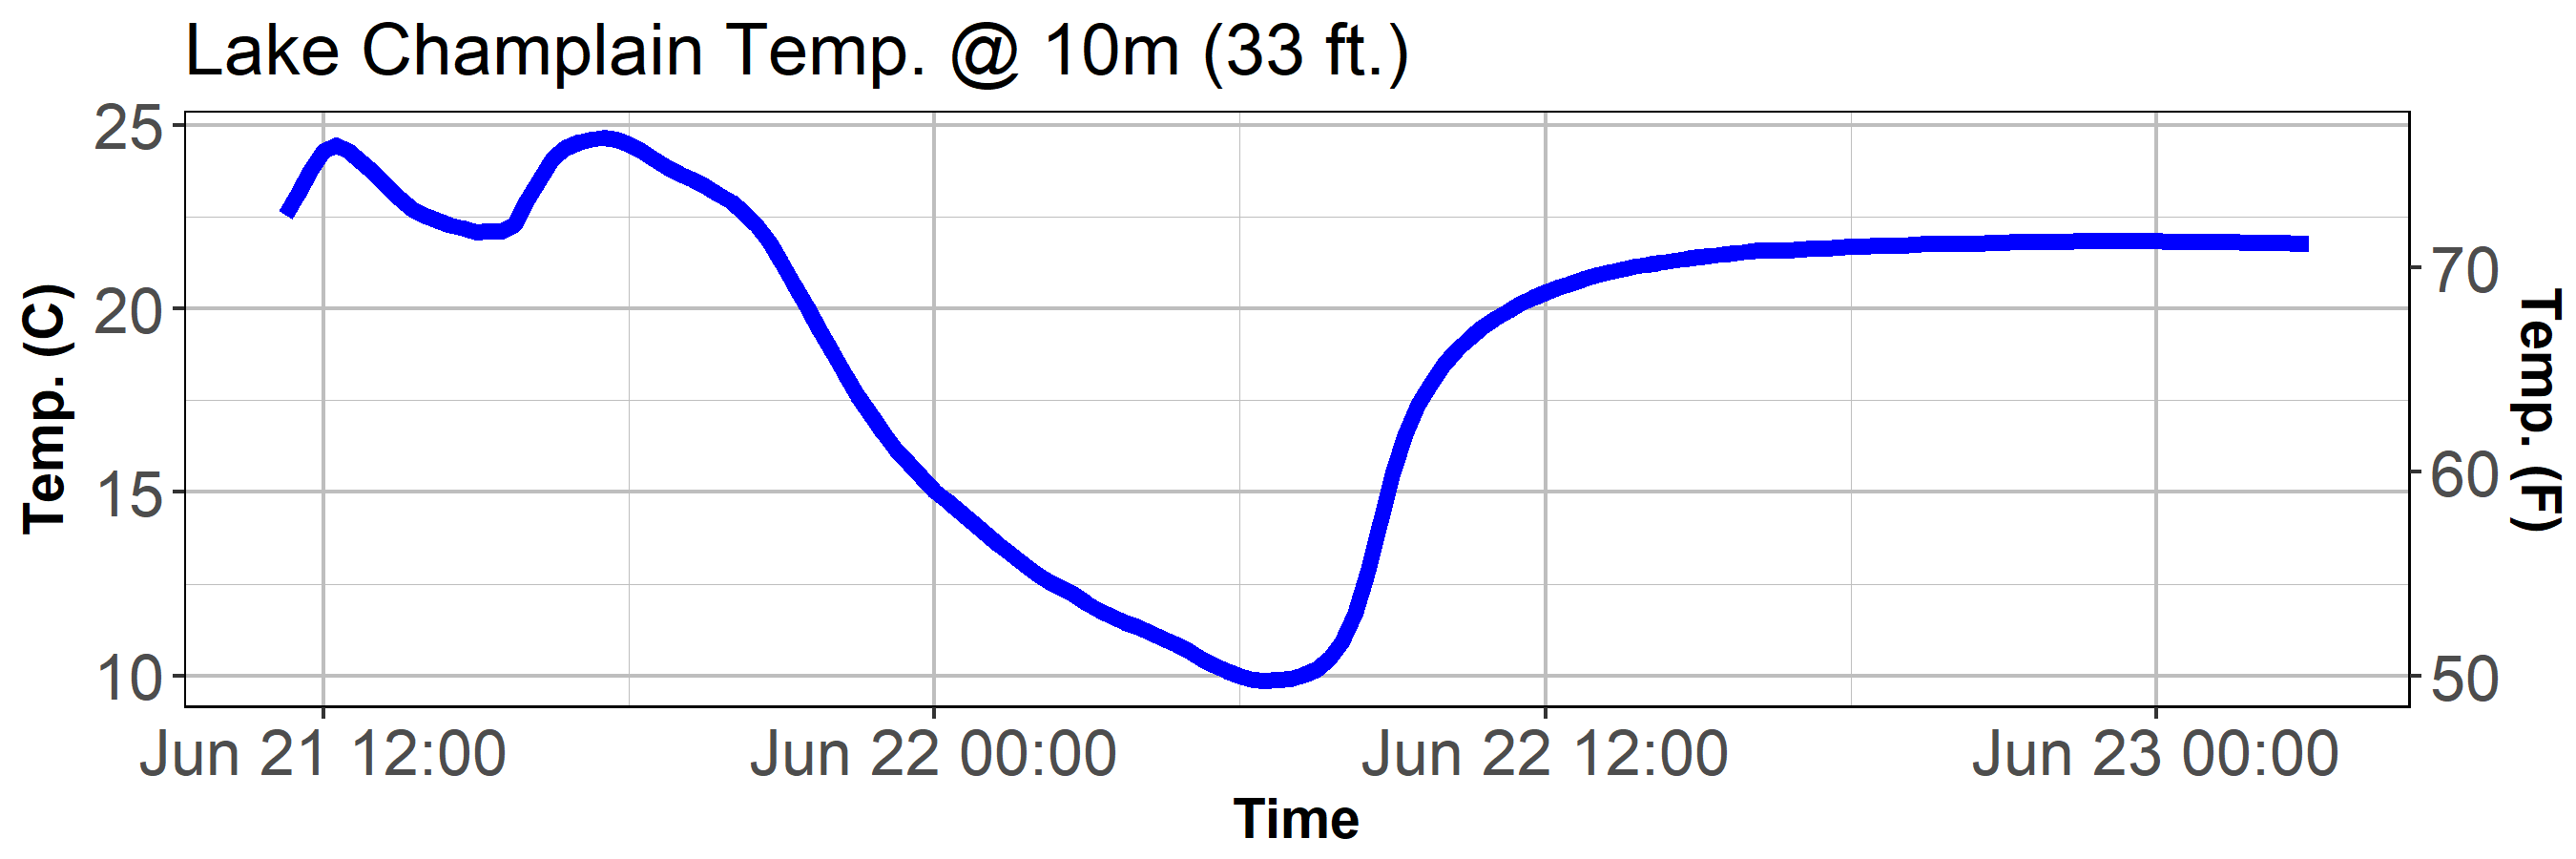 Lake Champlain Temp. @ 10m (33 ft.)
Temp. (C)
25
20
15
10
70
60
50
Temp. (F)
Jun 21 12:00
Jun 22 00:00
Jun 22 12:00
Jun 23 00:00
Time